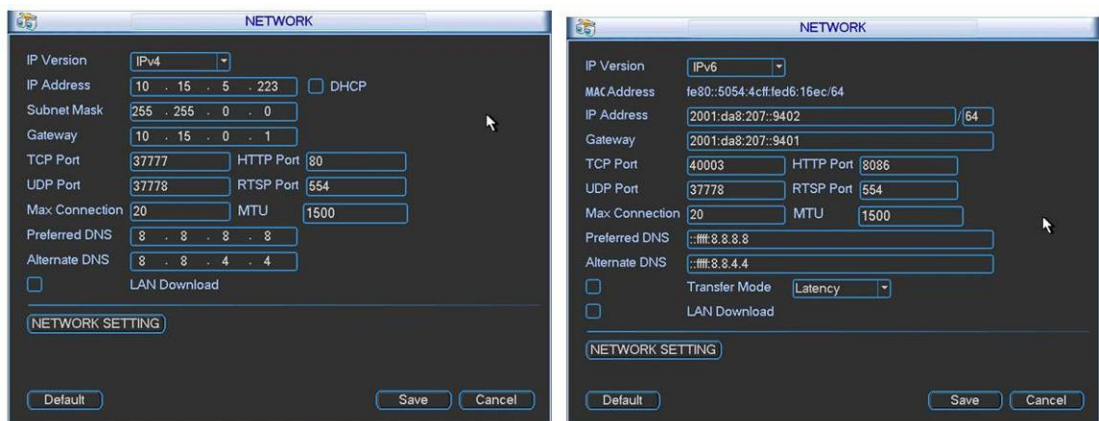 NETWORK
IP Version IPv4
IP Address 10 . 15 . 5 . 223 DHCP
Subnet Mask 255 . 255 . 0 . 0
Gateway 10 . 15 . 0 . 1
TCP Port 37777 HTTP Port 80
UDP Port 37778 RTSP Port 554
Max Connection 20 MTU 1500
Preferred DNS 8 . 8 . 8 . 8
Alternate DNS 8 . 8 . 4 . 4
LAN Download
NETWORK SETTING
Default Save Cancel
NETWORK
IP Version IPv6
MAC Address fe80::5054:4cff:fed6:16ec/64
IP Address 2001:da8:207::9402 / 64
Gateway 2001:da8:207::9401
TCP Port 40003 HTTP Port 8086
UDP Port 37778 RTSP Port 554
Max Connection 20 MTU 1500
Preferred DNS ::ffff:8.8.8.8
Alternate DNS ::ffff:8.8.4.4
Transfer Mode Latency
LAN Download
NETWORK SETTING
Default Save Cancel